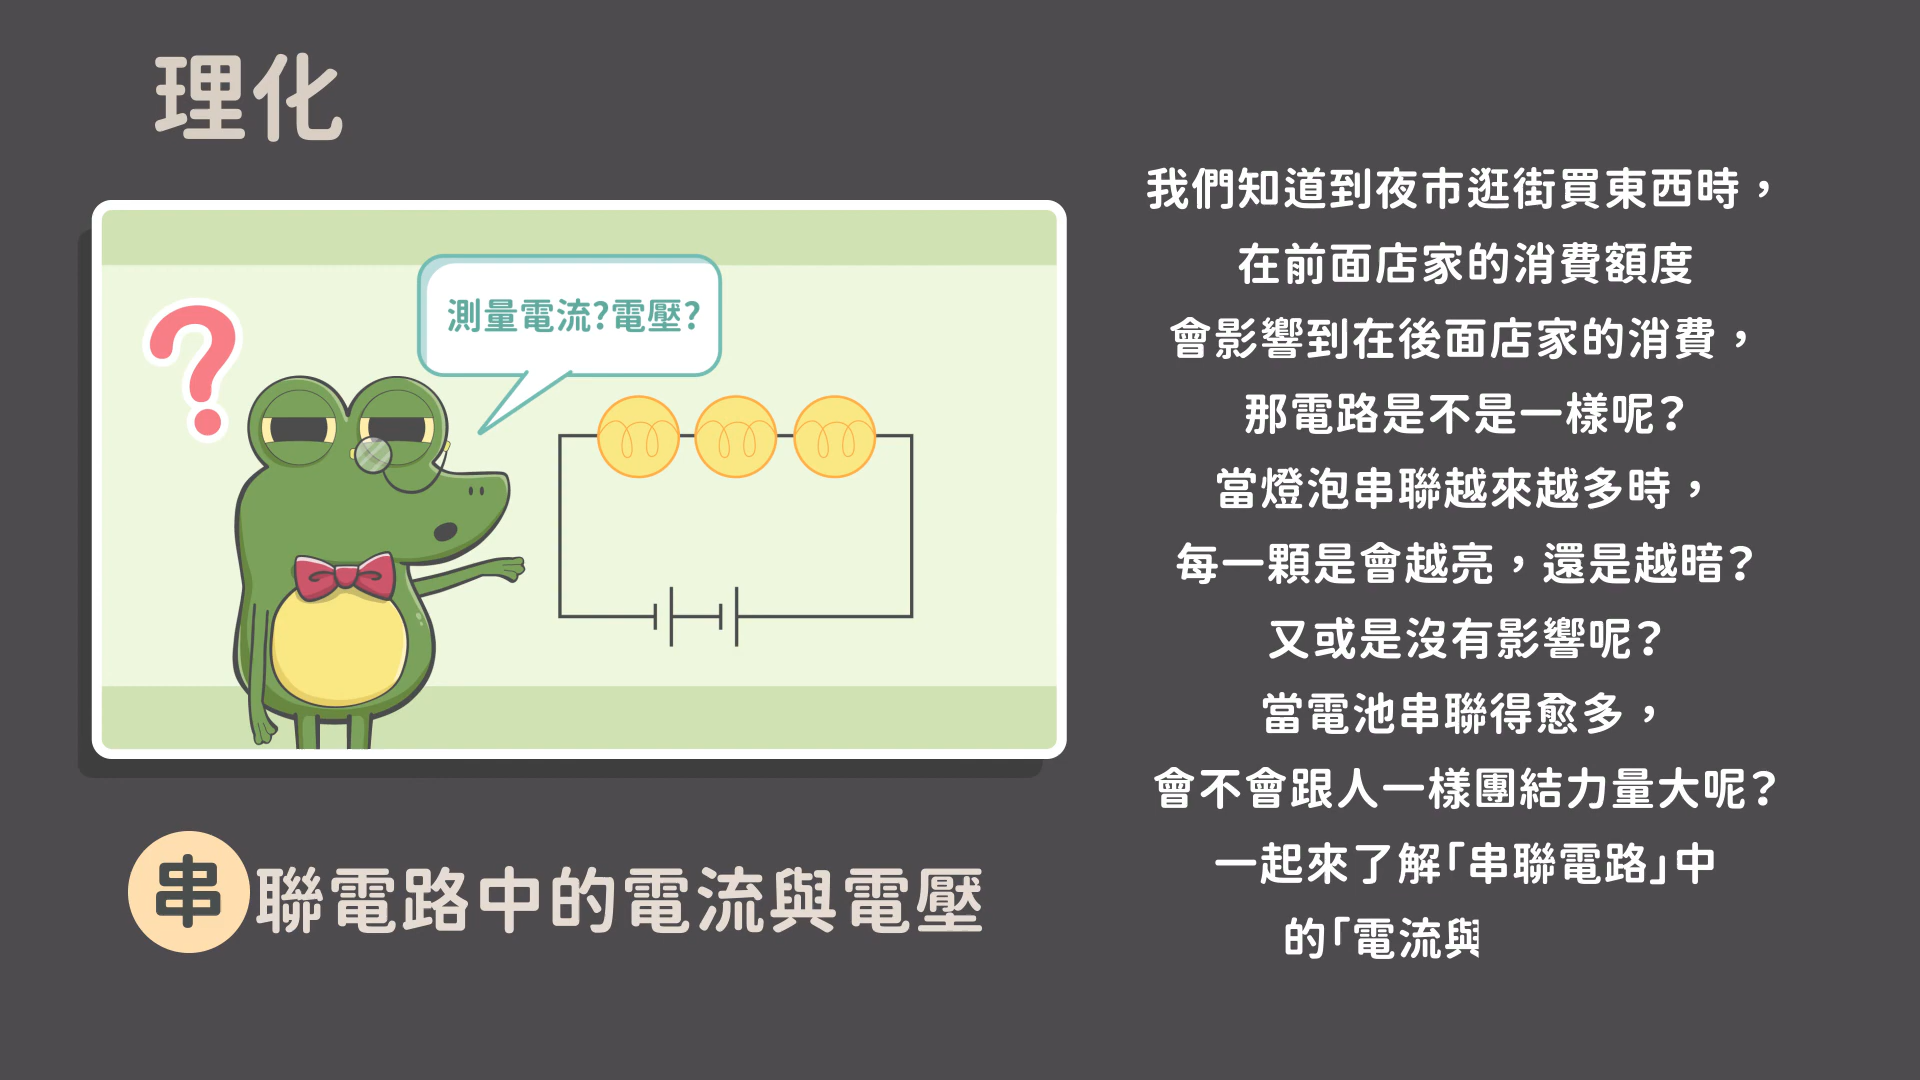 理化
測量電流?電壓?
串聯電路中的電流與電壓
我們知道到夜市逛街買東西時，
在前面店家的消費額度
會影響到在後面店家的消費，
那電路是不是一樣呢？
當燈泡串聯越來越多時，
每一顆是會越亮，還是越暗？
又或是沒有影響呢？
當電池串聯得愈多，
會不會跟人一樣團結力量大呢？
一起來了解「串聯電路」中
的「電流與